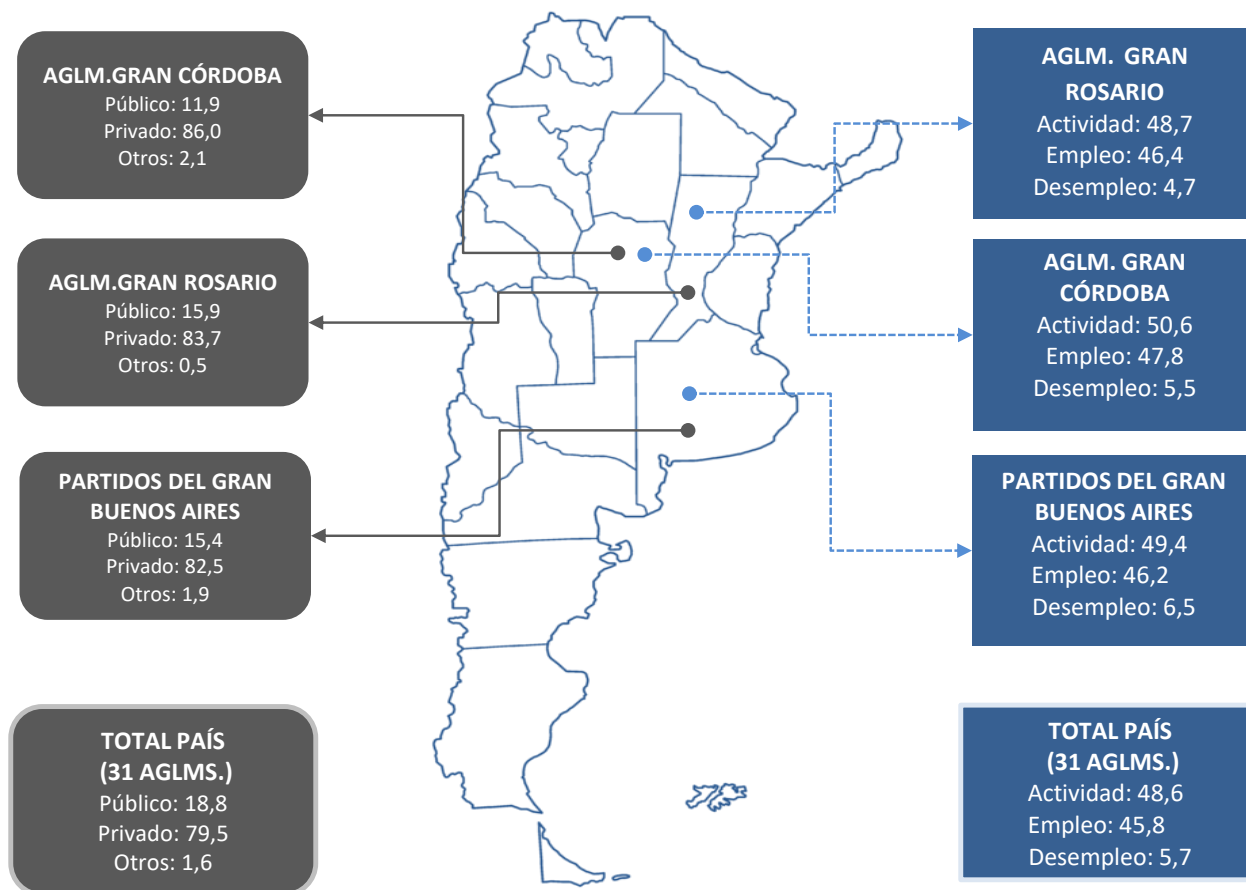 AGLM.GRAN CÓRDOBA
Público: 11,9
Privado: 86,0
Otros: 2,1
AGLM.GRAN ROSARIO
Público: 15,9
Privado: 83,7
Otros: 0,5
PARTIDOS DEL GRAN
BUENOS AIRES
Público: 15,4
Privado: 82,5
Otros: 1,9
TOTAL PAÍS
(31 AGLMS.)
Público: 18,8
Privado: 79,5
Otros: 1,6
AGLM. GRAN
ROSARIO
Actividad: 48,7
Empleo: 46,4
Desempleo: 4,7
AGLM. GRAN
CÓRDOBA
Actividad: 50,6
Empleo: 47,8
Desempleo: 5,5
PARTIDOS DEL GRAN
BUENOS AIRES
Actividad: 49,4
Empleo: 46,2
Desempleo: 6,5
TOTAL PAÍS
(31 AGLMS.)
Actividad: 48,6
Empleo: 45,8
Desempleo: 5,7